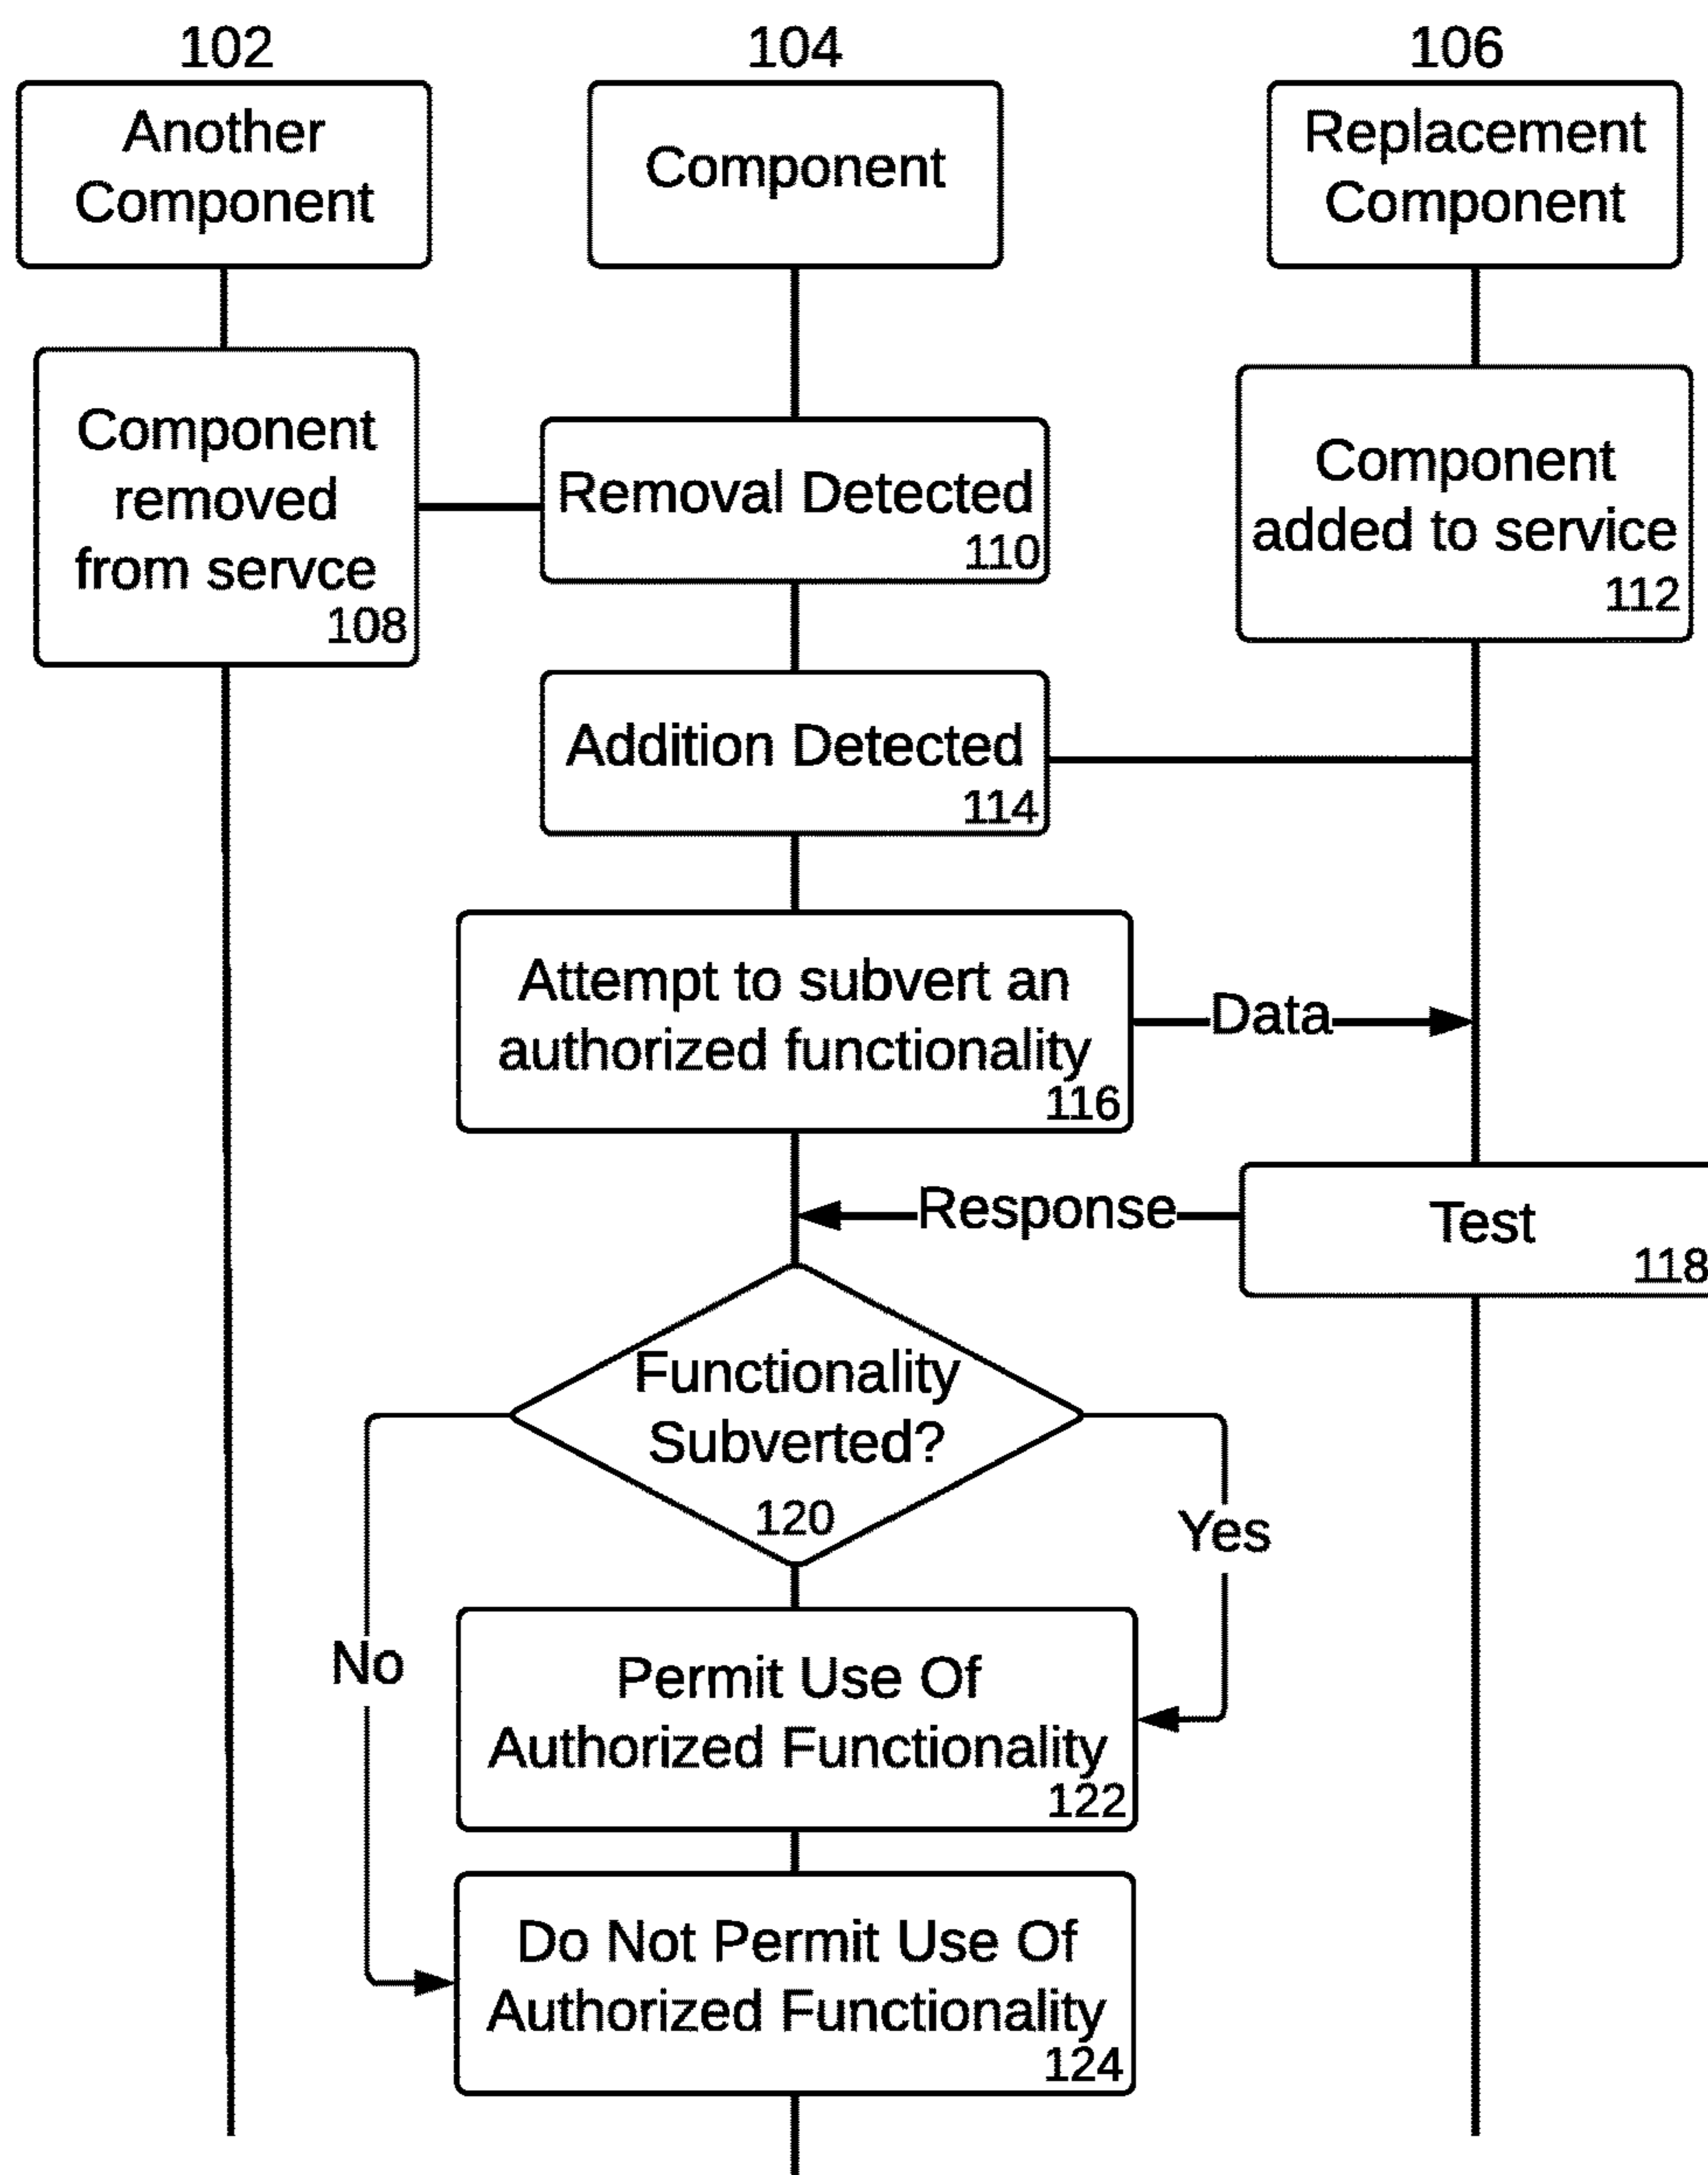 102
104
106
Another
Component
Component
Replacement
Component
Component
removed
from servce
108
Removal Detected
110
Component
added to service
112
Addition Detected
114
Attempt to subvert an
authorized functionality
116
Data
Response
Test
118
Functionality
Subverted?
120
Yes
No
Permit Use Of
Authorized Functionality
122
Do Not Permit Use Of
Authorized Functionality
124